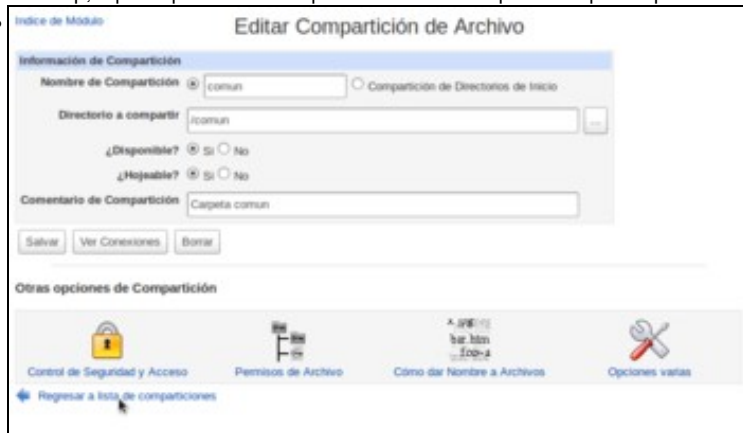 Indice de Módulo
Editar Compartición de Archivo
Información de Compartición
Nombre de Compartición comun Compartición de Directorios de Inicio
Directorio a compartir /comun ...
¿Disponible? Si No
¿Hojeable? Si No
Comentario de Compartición Carpeta comun
Salvar Ver Conexiones Borrar
Otras opciones de Compartición
bar.htm
Control de Seguridad y Acceso Permisos de Archivo Cómo dar Nombre a Archivos Opciones varias
Regresar a lista de comparticiones